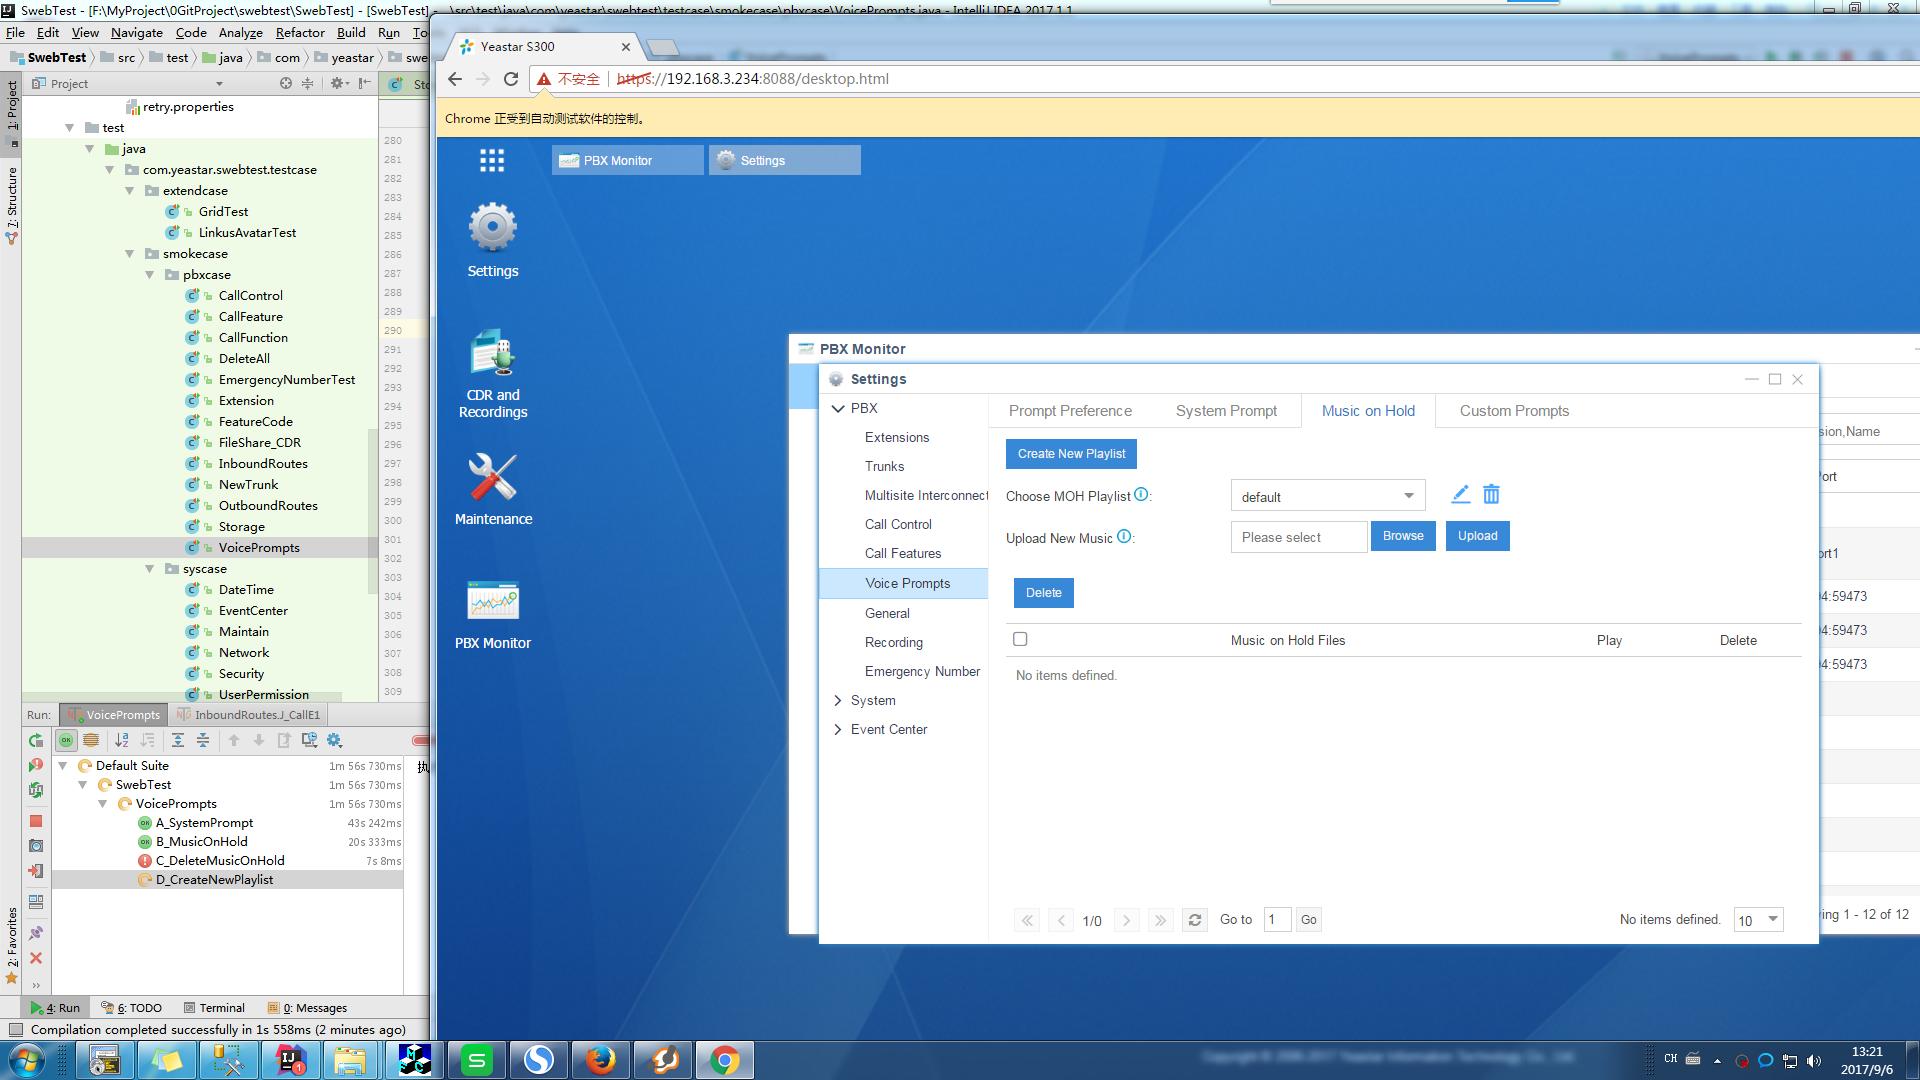 SwebTest - [F:\MyProject\0GitProject\swebtest\SwebTest] - [SwebTest] - ...\src\test\java\com\yeastar\swebtest\testcase\smokecase\pbxcase\VoicePrompts.java - IntelliJ IDEA 2017.1.1
File Edit View Navigate Code Analyze Refactor Build Run
SwebTest src test java com yeastar
Project
1: Project
7: Structure
2: Favorites
retry.properties
test
java
com.yeastar.swebtest.testcase
extendcase
GridTest
LinkusAvatarTest
smokecase
pbxcase
CallControl
CallFeature
CallFunction
DeleteAll
EmergencyNumberTest
Extension
FeatureCode
FileShare_CDR
InboundRoutes
NewTrunk
OutboundRoutes
Storage
VoicePrompts
syscase
DateTime
EventCenter
Maintain
Network
Security
UserPermission
280
281
282
283
284
285
286
287
288
289
290
291
292
293
294
295
296
297
298
299
300
301
302
303
304
305
306
307
308
309
Run: VoicePrompts InboundRoutes.J_CallE1
Default Suite 1m 56s 730ms
SwebTest 1m 56s 730ms
VoicePrompts 1m 56s 730ms
A_SystemPrompt 43s 242ms
B_MusicOnHold 20s 333ms
C_DeleteMusicOnHold 7s 8ms
D_CreateNewPlaylist
执
4: Run 6: TODO Terminal 0: Messages
Compilation completed successfully in 1s 558ms (2 minutes ago)
Yeastar S300
不安全 https://192.168.3.234:8088/desktop.html
Chrome 正受到自动测试软件的控制。
PBX Monitor Settings
Settings
CDR and
Recordings
Maintenance
PBX Monitor
PBX Monitor
Settings
PBX
Extensions
Trunks
Multisite Interconnect
Call Control
Call Features
Voice Prompts
General
Recording
Emergency Number
System
Event Center
Prompt Preference System Prompt Music on Hold Custom Prompts
Create New Playlist
Choose MOH Playlist : default
Upload New Music : Please select Browse Upload
Delete
Music on Hold Files Play Delete
No items defined.
1/0 Go to 1 Go No items defined. 10
sion,Name
Port
ort1
04:59473
04:59473
04:59473
ing 1 - 12 of 12
CH
13:21
2017/9/6